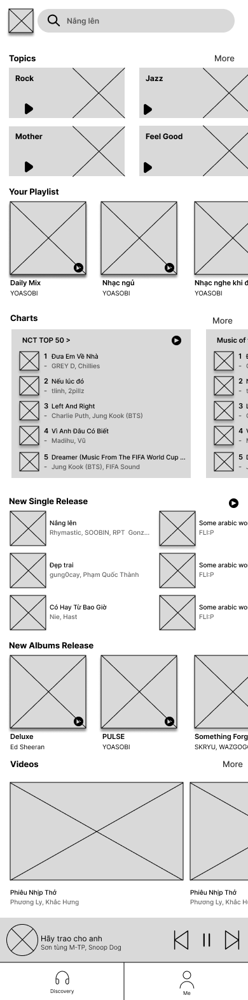 Nắng lên
Topics
More
Rock
Jazz
Mother
Feel Good
Your Playlist
Daily Mix
YOASOBI
Nhạc ngủ
YOASOBI
Nhạc nghe khi đ
Charts
More
NCT TOP 50 >
1 Đưa Em Về Nhà
- GREY D, Chillies
2 Nếu lúc đó
- tlinh, 2pillz
3 Left And Right
- Charlie Puth, Jung Kook (BTS)
4 Vì Anh Đâu Có Biết
- Madihu, Vũ
5 Dreamer (Music From The FIFA World Cup ...
- Jung Kook (BTS), FIFA Sound
Music of
1
-
2
-
3
-
4
-
5
-
New Single Release
Nắng lên
Rhymastic, SOOBIN, RPT Gonz...
Some arabic wo
FLI:P
Đẹp trai
gung0cay, Phạm Quốc Thành
Some arabic wo
FLI:P
Có Hay Từ Bao Giờ
Nie, Hast
Some arabic wo
FLI:P
New Albums Release
Deluxe
Ed Sheeran
PULSE
YOASOBI
Something Forg
SKRYU, WAZGOG
Videos
More
Phiêu Nhịp Thở
Phương Ly, Khắc Hưng
Phiêu Nhịp Thở
Phương Ly, Khắc H
Hãy trao cho anh
Sơn tùng M-TP, Snoop Dog
Discovery
Me